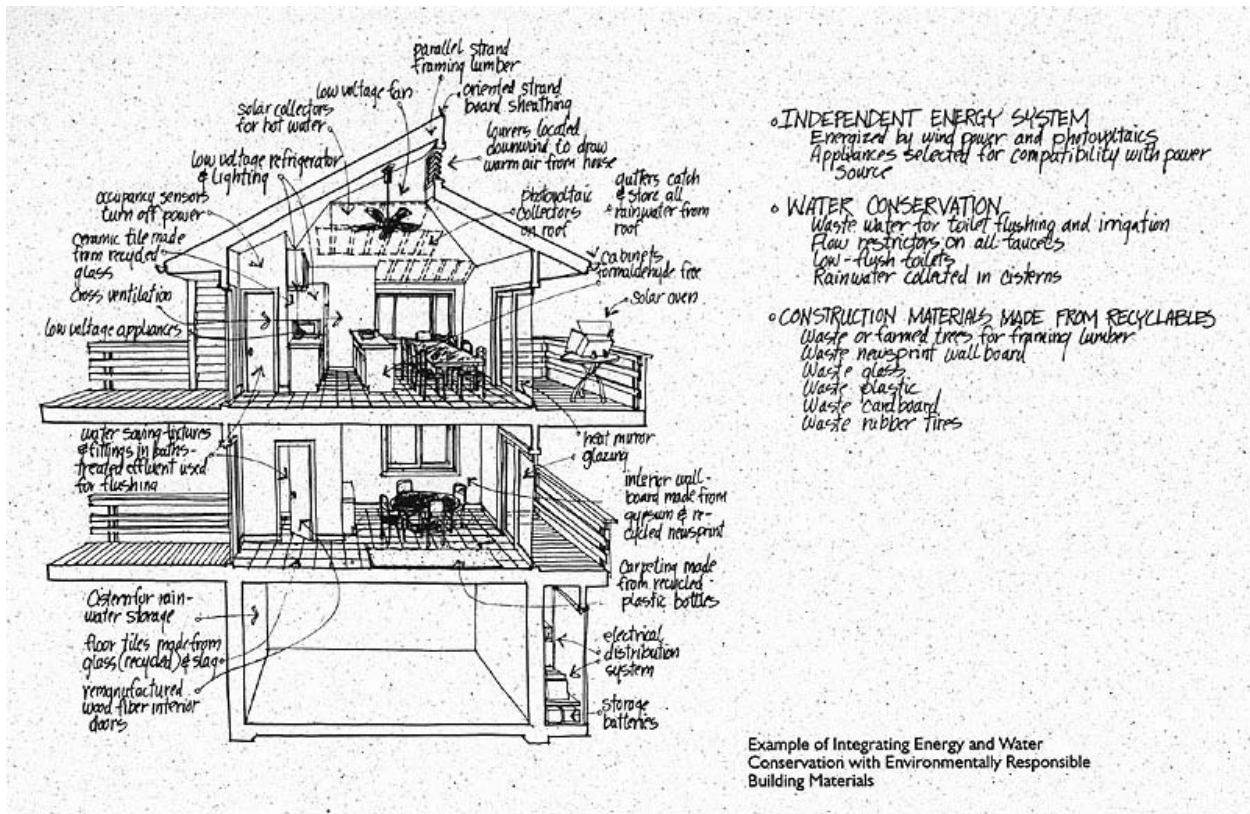 parallel strand
framing lumber
low voltage fan
oriented strand
board sheathing
solar collectors
for hot water
louvers located
downwind to draw
warm air from house
low voltage refrigerator
& lighting
photovoltaic
collectors
on roof
gutters catch
& store all
rainwater from
roof
occupancy sensors
turn off power
ceramic tile made
from recycled
glass
cabinets
formaldehyde free
cross ventilation
solar oven
low voltage appliances
water saving fixtures
& fittings in baths-
treated effluent used
for flushing
heat mirror
glazing
interior wall-
board made from
gypsum & re-
cycled newsprint
carpeting made
from recycled
plastic bottles
Cistern for rain-
water storage
floor tiles made from
glass (recycled) & slag
electrical
distribution
system
remanufactured
wood fiber interior
doors
storage
batteries
INDEPENDENT ENERGY SYSTEM
Energized by wind power and photovoltaics
Appliances selected for compatibility with power
source
WATER CONSERVATION
Waste water for toilet flushing and irrigation
Flow restrictors on all faucets
Low-flush toilets
Rainwater collected in cisterns
CONSTRUCTION MATERIALS MADE FROM RECYCLABLES
Waste or farmed trees for framing lumber
Waste newsprint wall board
Waste glass
Waste plastic
Waste cardboard
Waste rubber tires
Example of Integrating Energy and Water
Conservation with Environmentally Responsible
Building Materials